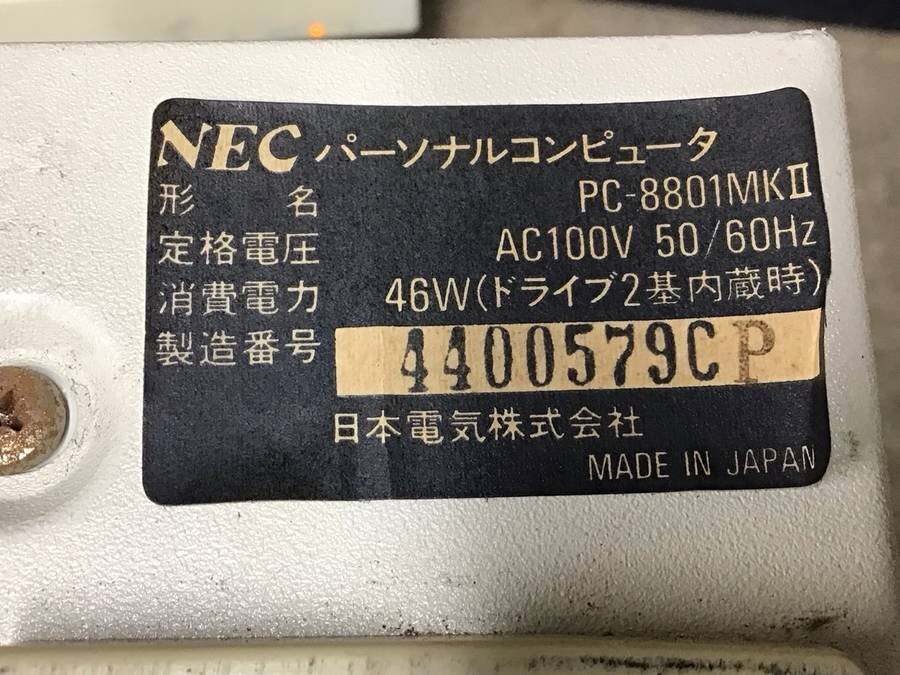 NEC パーソナルコンピュータ
形名 PC-8801MKⅡ
定格電圧 AC100V 50/60Hz
消費電力 46W(ドライブ2基内蔵時)
製造番号 4400579CP
日本電気株式会社
MADE IN JAPAN